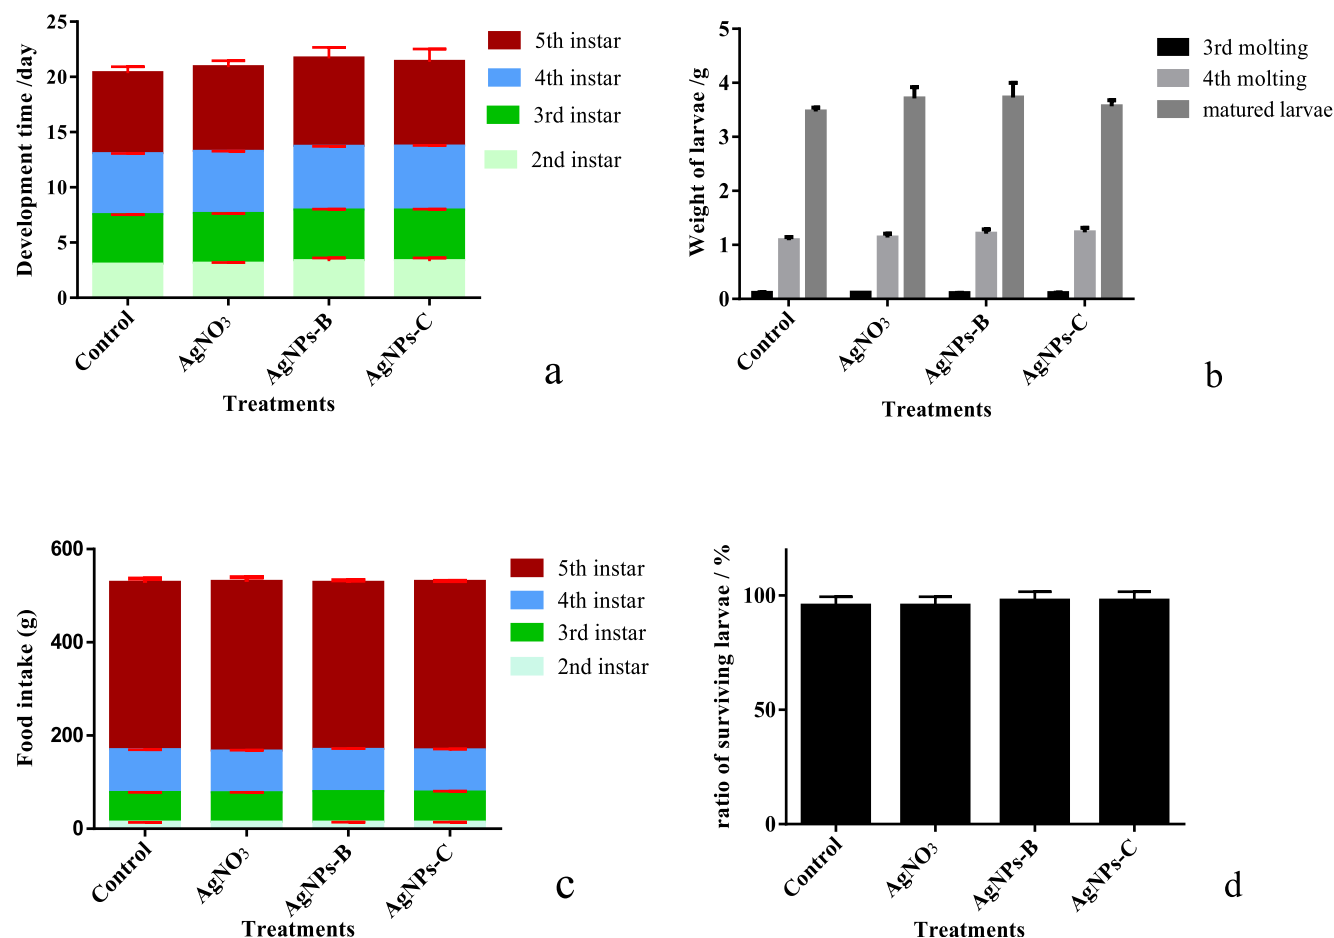 Development time /day
25
20
15
10
5
0
Control
AgNO3
AgNPs-B
AgNPs-C
Treatments
5th instar
4th instar
3rd instar
2nd instar
a
Weight of larvae /g
5
4
3
2
1
0
Control
AgNO3
AgNPs-B
AgNPs-C
Treatments
3rd molting
4th molting
matured larvae
b
Food intake (g)
600
400
200
0
Control
AgNO3
AgNPs-B
AgNPs-C
Treatments
5th instar
4th instar
3rd instar
2nd instar
c
ratio of surviving larvae / %
100
50
0
Control
AgNO3
AgNPs-B
AgNPs-C
Treatments
d